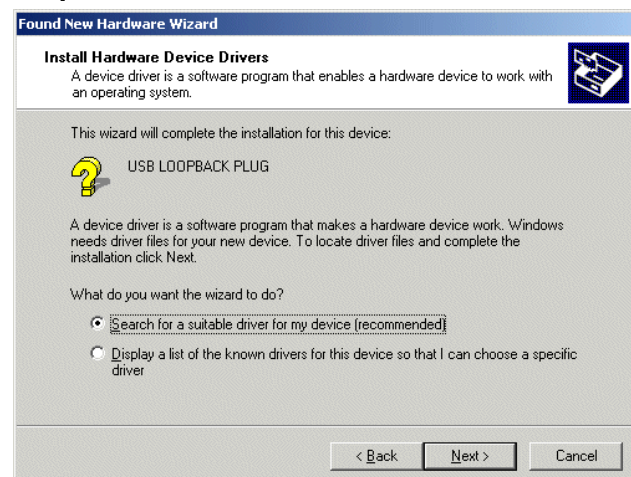 Found New Hardware Wizard
Install Hardware Device Drivers
A device driver is a software program that enables a hardware device to work with
an operating system.
This wizard will complete the installation for this device:
USB LOOPBACK PLUG
A device driver is a software program that makes a hardware device work. Windows
needs driver files for your new device. To locate driver files and complete the
installation click Next.
What do you want the wizard to do?
Search for a suitable driver for my device (recommended)
Display a list of the known drivers for this device so that I can choose a specific
driver
< Back Next > Cancel